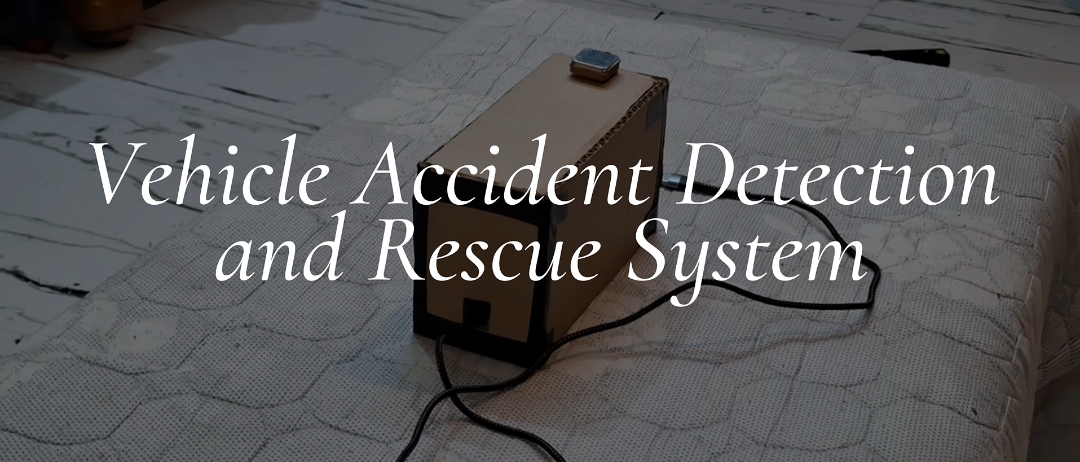 Vehicle Accident Detection
and Rescue System